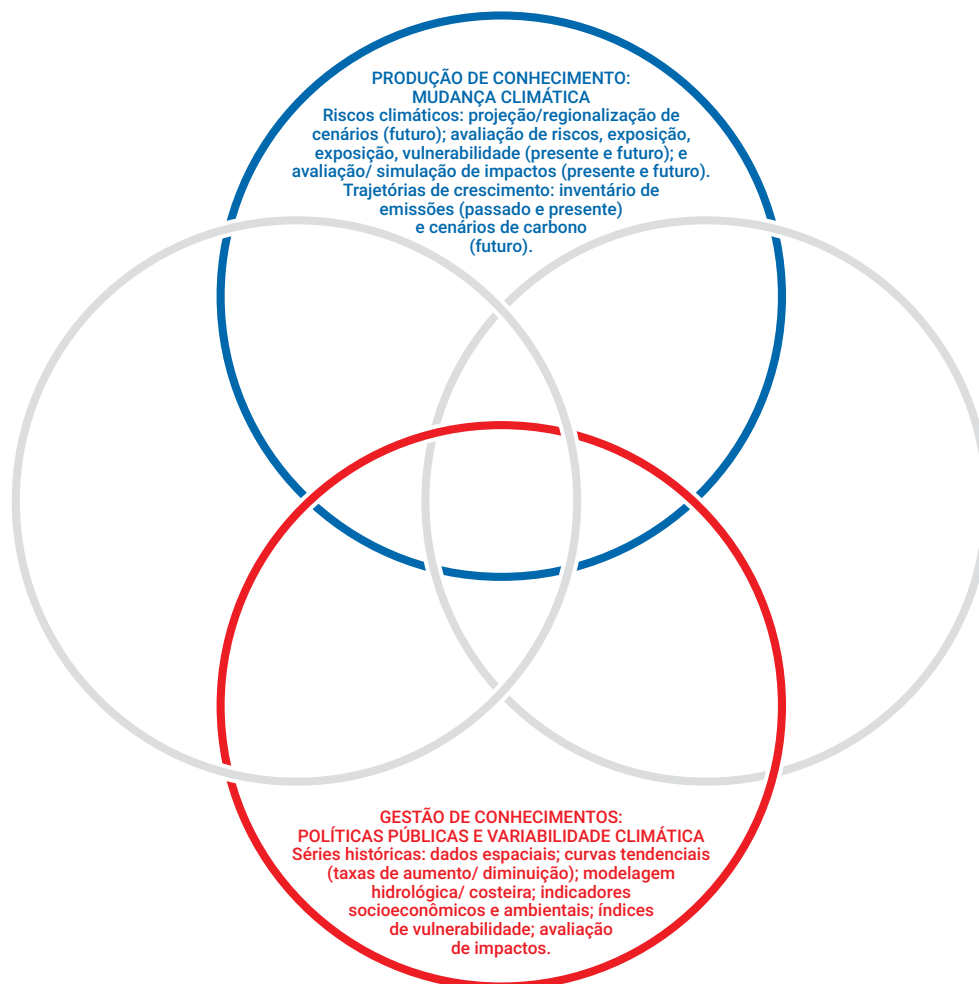 PRODUÇÃO DE CONHECIMENTO:
MUDANÇA CLIMÁTICA
Riscos climáticos: projeção/regionalização de
cenários (futuro); avaliação de riscos, exposição,
exposição, vulnerabilidade (presente e futuro); e
avaliação/ simulação de impactos (presente e futuro).
Trajetórias de crescimento: inventário de
emissões (passado e presente)
e cenários de carbono
(futuro).
GESTÃO DE CONHECIMENTOS:
POLÍTICAS PÚBLICAS E VARIABILIDADE CLIMÁTICA
Séries históricas: dados espaciais; curvas tendenciais
(taxas de aumento/ diminuição); modelagem
hidrológica/ costeira; indicadores
socioeconômicos e ambientais; índices
de vulnerabilidade; avaliação
de impactos.